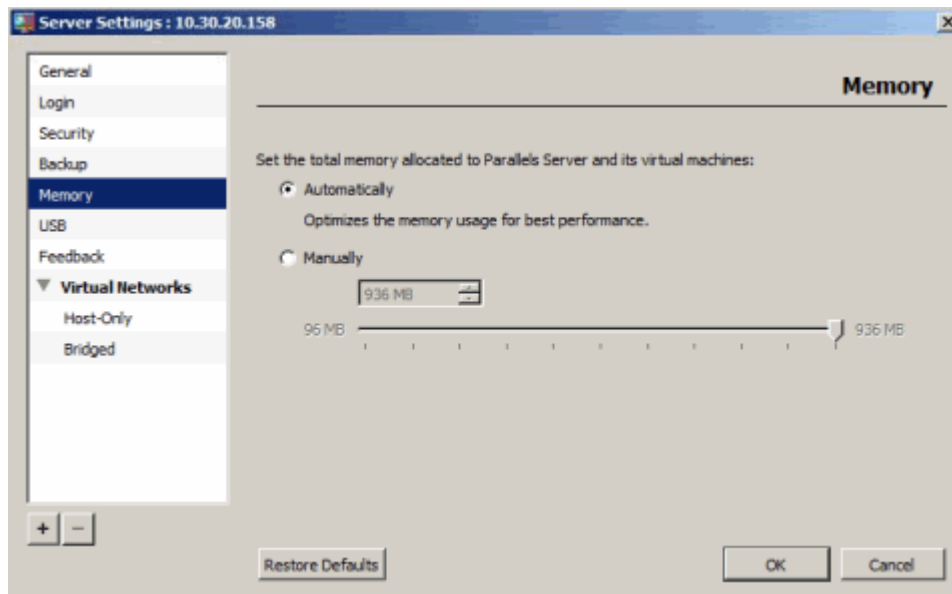 Server Settings : 10.30.20.158
General
Login
Security
Backup
Memory
USB
Feedback
Virtual Networks
Host-Only
Bridged
Memory
Set the total memory allocated to Parallels Server and its virtual machines:
Automatically
Optimizes the memory usage for best performance.
Manually
936 MB
96 MB 936 MB
Restore Defaults OK Cancel